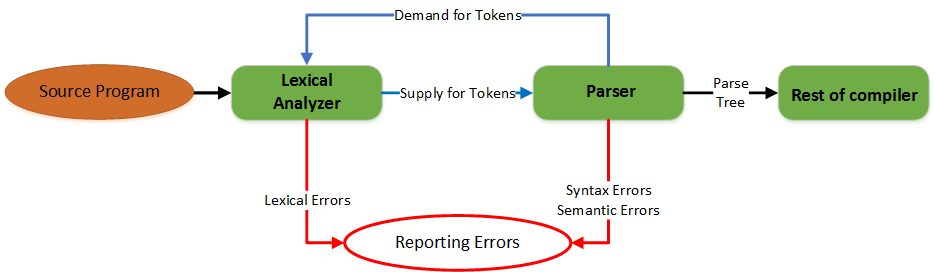 Demand for Tokens
Source Program
Lexical
Analyzer
Supply for Tokens
Parser
Parse
Tree
Rest of compiler
Lexical Errors
Syntax Errors
Semantic Errors
Reporting Errors